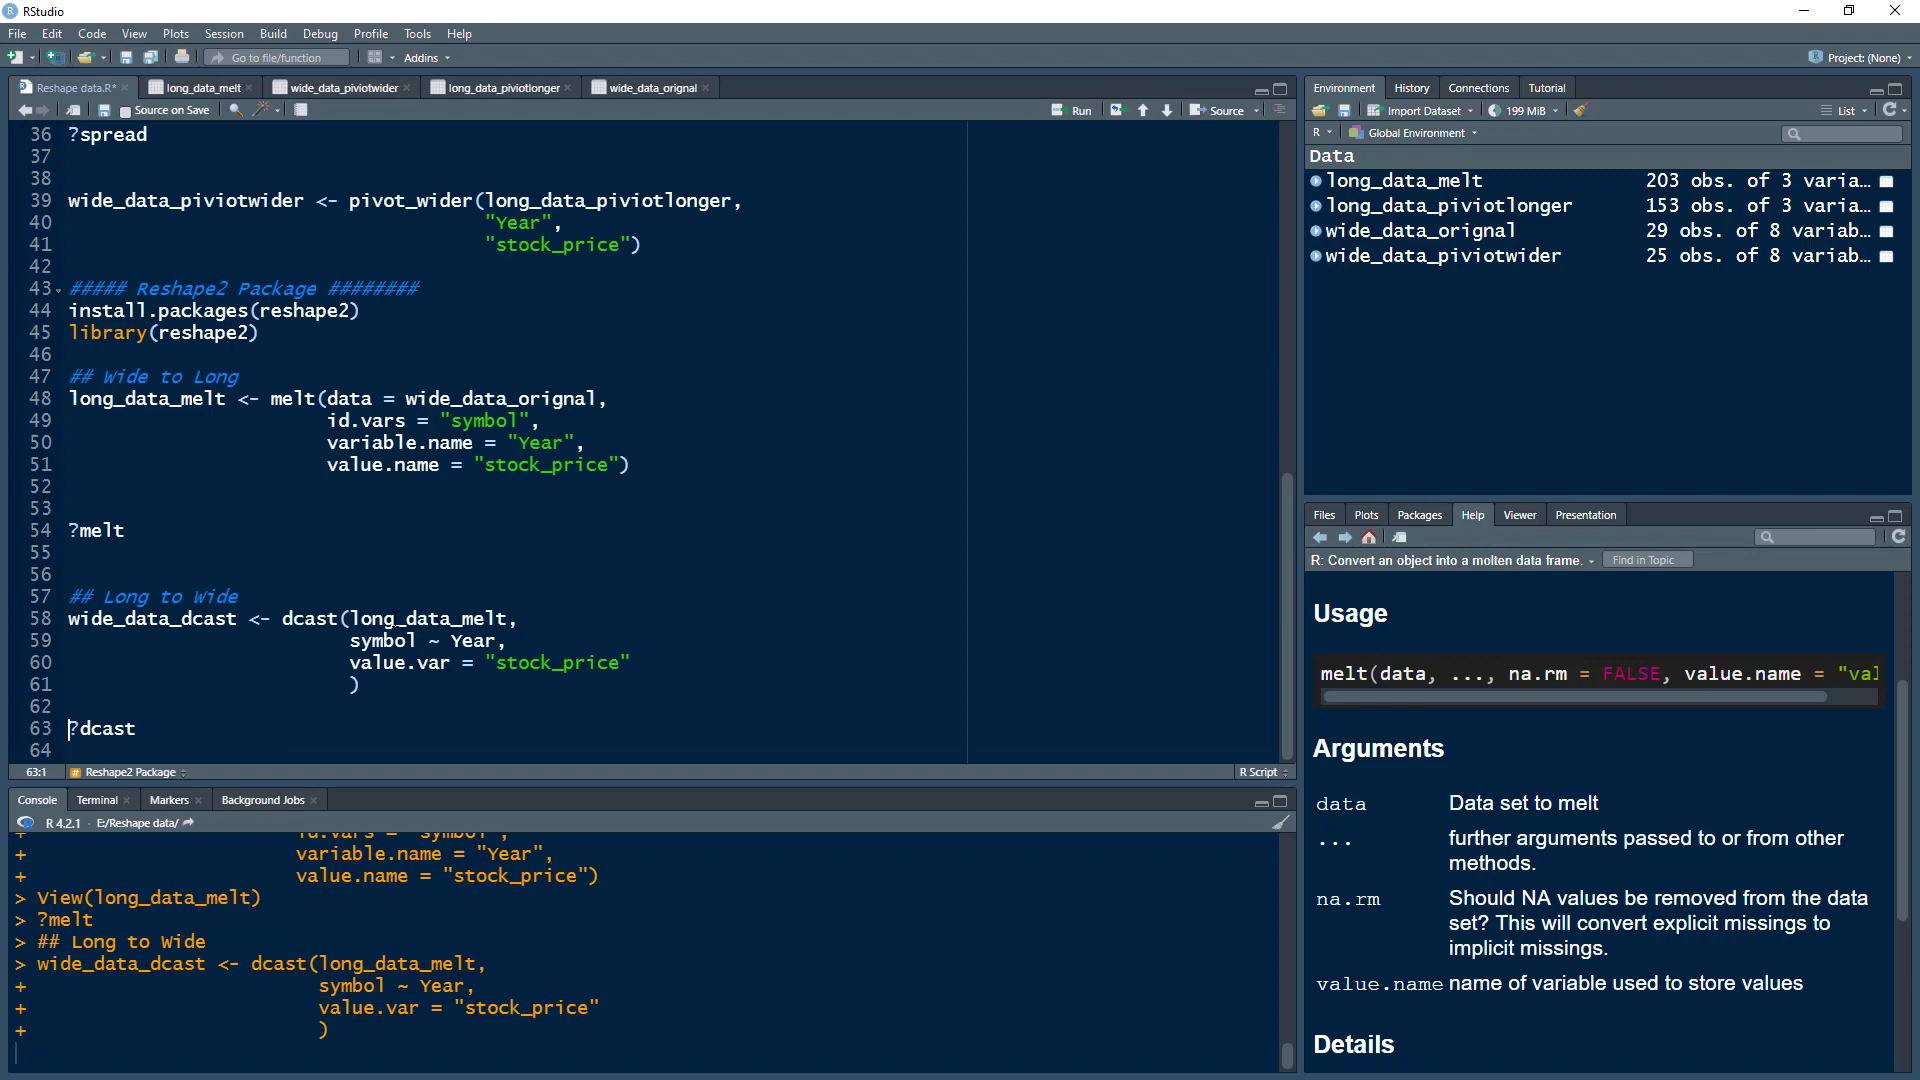 RStudio
File Edit Code View Plots Session Build Debug Profile Tools Help
Go to file/function Addins Project: (None)
Reshape data.R* long_data_melt wide_data_piviotwider long_data_piviotlonger wide_data_orignal
Source on Save Run Source
36 ?spread
37
38
39 wide_data_piviotwider <- pivot_wider(long_data_piviotlonger,
40 "Year",
41 "stock_price")
42
43 ##### Reshape2 Package ########
44 install.packages(reshape2)
45 library(reshape2)
46
47 ## Wide to Long
48 long_data_melt <- melt(data = wide_data_orignal,
49 id.vars = "symbol",
50 variable.name = "Year",
51 value.name = "stock_price")
52
53
54 ?melt
55
56
57 ## Long to Wide
58 wide_data_dcast <- dcast(long_data_melt,
59 symbol ~ Year,
60 value.var = "stock_price"
61 )
62
63 ?dcast
64
63:1 # Reshape2 Package R Script
Console Terminal Markers Background Jobs
R 4.2.1 · E:/Reshape data/
+ id.vars = "symbol",
+ variable.name = "Year",
+ value.name = "stock_price")
> View(long_data_melt)
> ?melt
> ## Long to Wide
> wide_data_dcast <- dcast(long_data_melt,
+ symbol ~ Year,
+ value.var = "stock_price"
+ )
Environment History Connections Tutorial
Import Dataset 199 MiB List
R Global Environment
Data
long_data_melt 203 obs. of 3 varia…
long_data_piviotlonger 153 obs. of 3 varia…
wide_data_orignal 29 obs. of 8 variab…
wide_data_piviotwider 25 obs. of 8 variab…
Files Plots Packages Help Viewer Presentation
R: Convert an object into a molten data frame. Find in Topic
Usage
melt(data, ..., na.rm = FALSE, value.name = "val
Arguments
data Data set to melt
... further arguments passed to or from other
methods.
na.rm Should NA values be removed from the data
set? This will convert explicit missings to
implicit missings.
value.name name of variable used to store values
Details